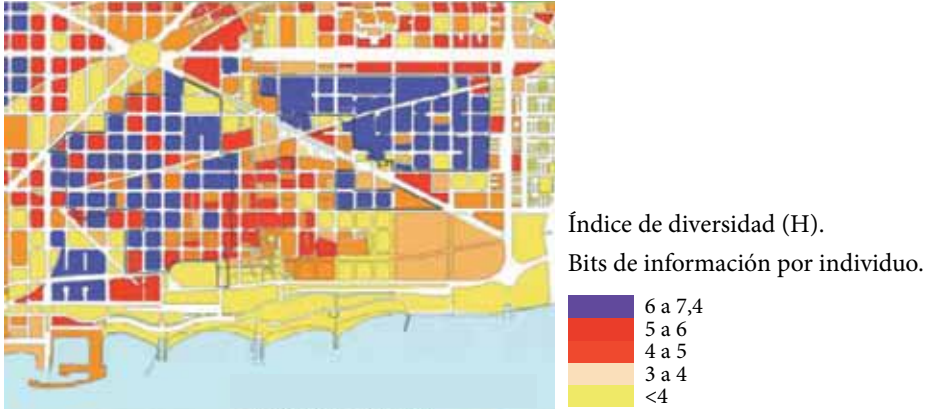 Índice de diversidad (H).
Bits de información por individuo.
6 a 7,4
5 a 6
4 a 5
3 a 4
<4